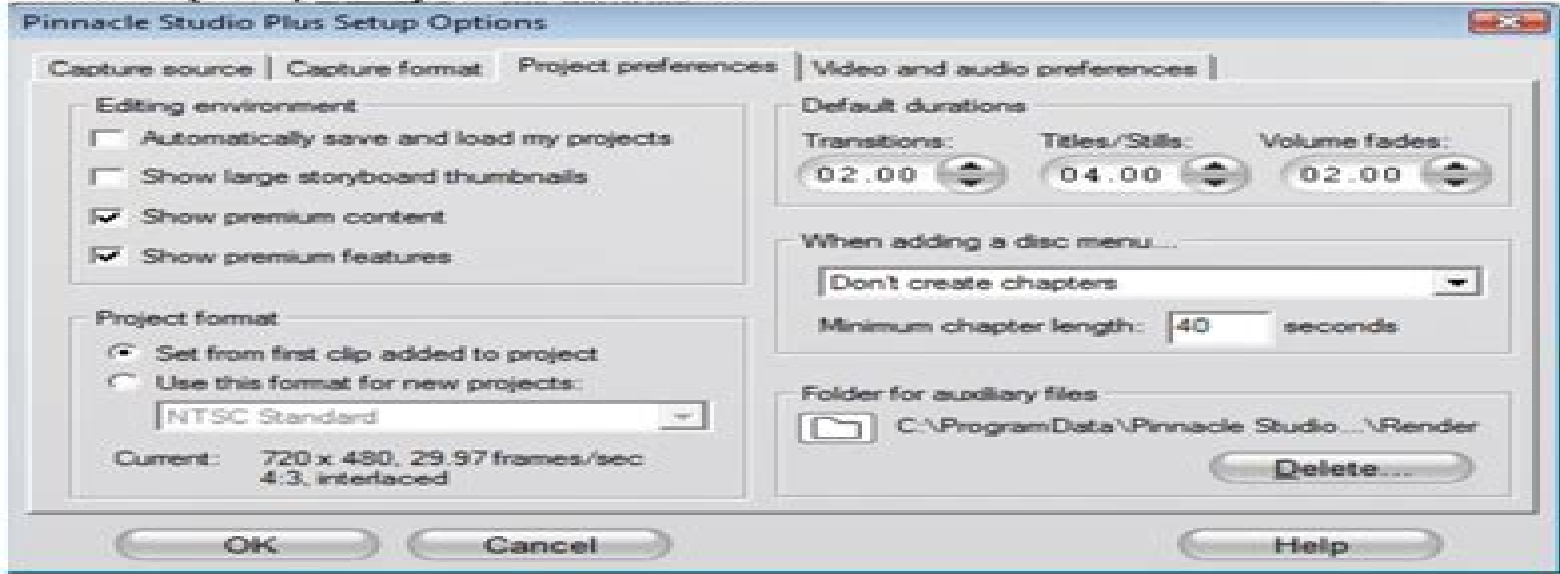 Pinnacle Studio Plus Setup Options
Capture source
Capture format
Project preferences
Video and audio preferences
Editing environment
Automatically save and load my projects
Show large storyboard thumbnails
Show premium content
Show premium features
Project format
Set from first clip added to project
Use this format for new projects:
NTSC Standard
Current: 720 x 480, 29.97 frames/sec
4:3, interlaced
Default durations
Transitions: Titles/Stills: Volume fades:
02.00 04.00 02.00
When adding a disc menu...
Don't create chapters
Minimum chapter length: 40 seconds
Folder for auxiliary files
C:\ProgramData\Pinnacle Studio...\Render
Delete...
OK Cancel Help